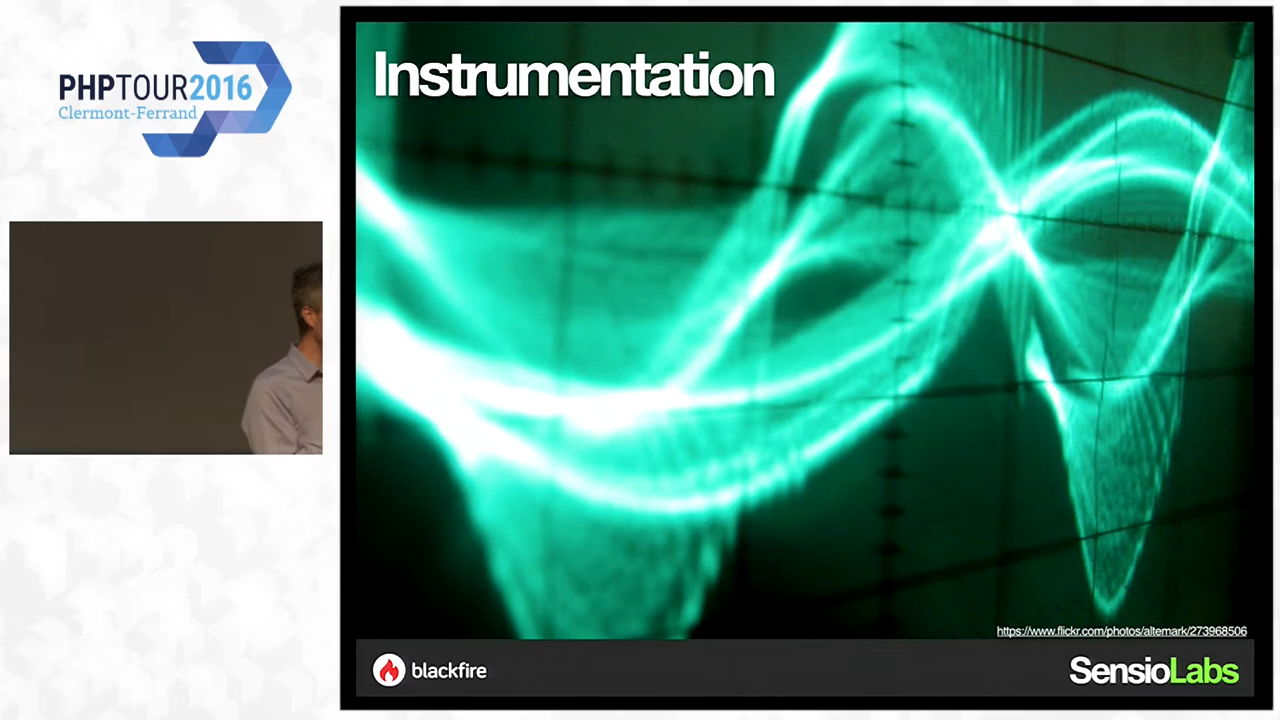 PHPTOUR2016
Clermont-Ferrand
Instrumentation
https://www.flickr.com/photos/altemark/273968506
blackfire
SensioLabs